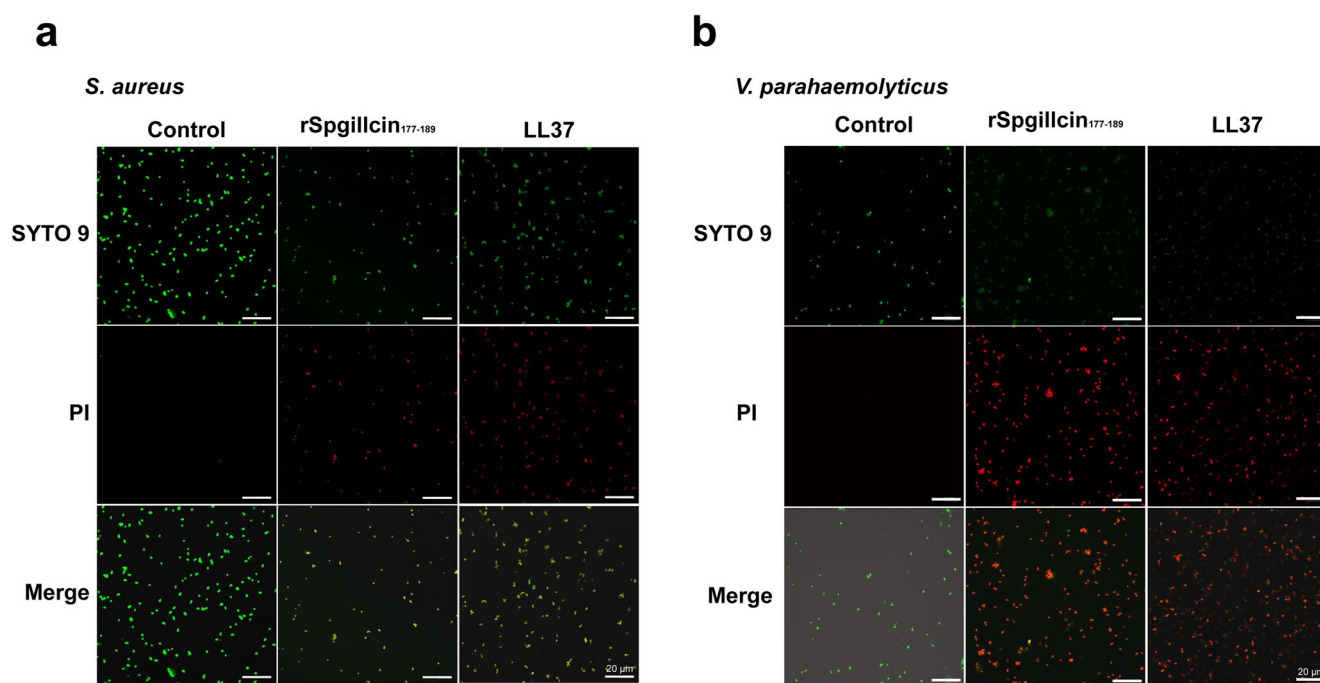 a
b
S. aureus
V. parahaemolyticus
Control rSpgillcin177-189 LL37
Control rSpgillcin177-189 LL37
SYTO 9
SYTO 9
PI
PI
Merge
Merge
20 μm
20 μm